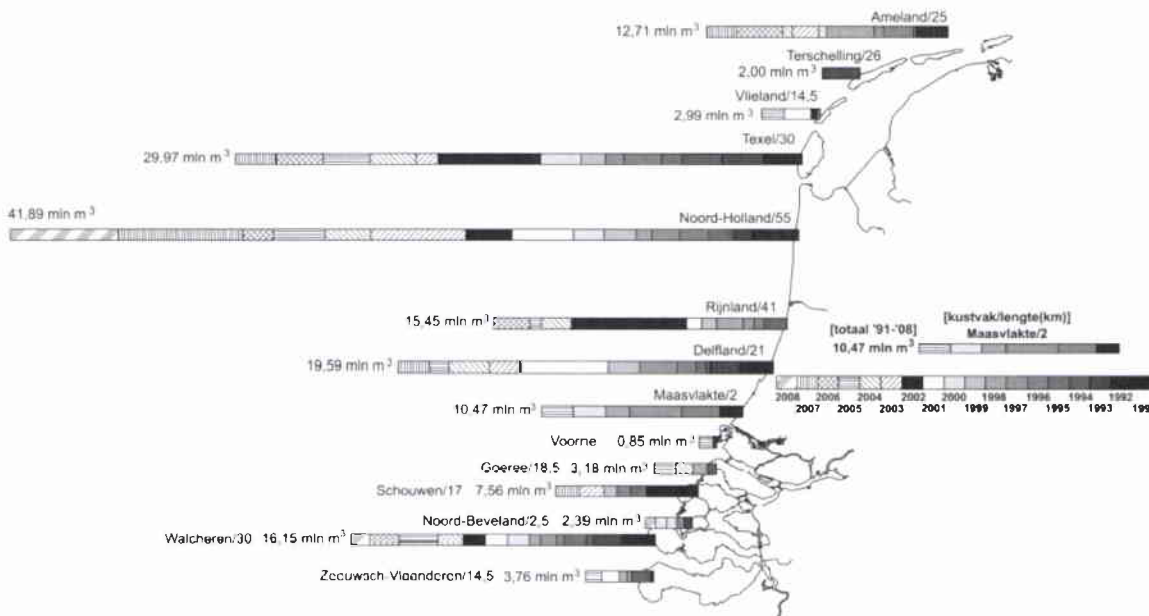 Ameland/25
12,71 mln m³
Terschelling/26
2,00 mln m³
Vlieland/14,5
2,99 mln m³
Texel/30
29,97 mln m³
41,89 mln m³
Noord-Holland/55
Rijnland/41
15,45 mln m³
[totaal '91-'08]
[kustvak/lengte(km)]
Maasvlakte/2
10,47 mln m³
Delfland/21
19,59 mln m³
2008 2006 2004 2002 2000 1998 1996 1994 1992
2007 2005 2003 2001 1999 1997 1995 1993 199
Maasvlakte/2
10,47 mln m³
Voorne 0,85 mln m³
Goeree/18,5 3,18 mln m³
Schouwen/17 7,56 mln m³
Noord-Beveland/2,5 2,39 mln m³
Walcheren/30 16,15 mln m³
Zeeuwsch-Vlaanderen/14,5 3,76 mln m³